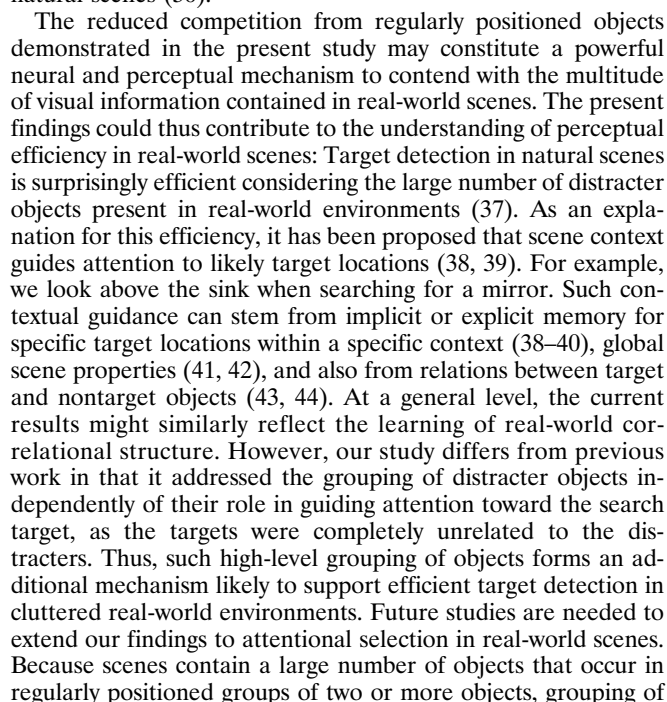 natural scenes (36).
The reduced competition from regularly positioned objects
demonstrated in the present study may constitute a powerful
neural and perceptual mechanism to contend with the multitude
of visual information contained in real-world scenes. The present
findings could thus contribute to the understanding of perceptual
efficiency in real-world scenes: Target detection in natural scenes
is surprisingly efficient considering the large number of distracter
objects present in real-world environments (37). As an expla-
nation for this efficiency, it has been proposed that scene context
guides attention to likely target locations (38, 39). For example,
we look above the sink when searching for a mirror. Such con-
textual guidance can stem from implicit or explicit memory for
specific target locations within a specific context (38–40), global
scene properties (41, 42), and also from relations between target
and nontarget objects (43, 44). At a general level, the current
results might similarly reflect the learning of real-world cor-
relational structure. However, our study differs from previous
work in that it addressed the grouping of distracter objects in-
dependently of their role in guiding attention toward the search
target, as the targets were completely unrelated to the dis-
tracters. Thus, such high-level grouping of objects forms an ad-
ditional mechanism likely to support efficient target detection in
cluttered real-world environments. Future studies are needed to
extend our findings to attentional selection in real-world scenes.
Because scenes contain a large number of objects that occur in
regularly positioned groups of two or more objects, grouping of